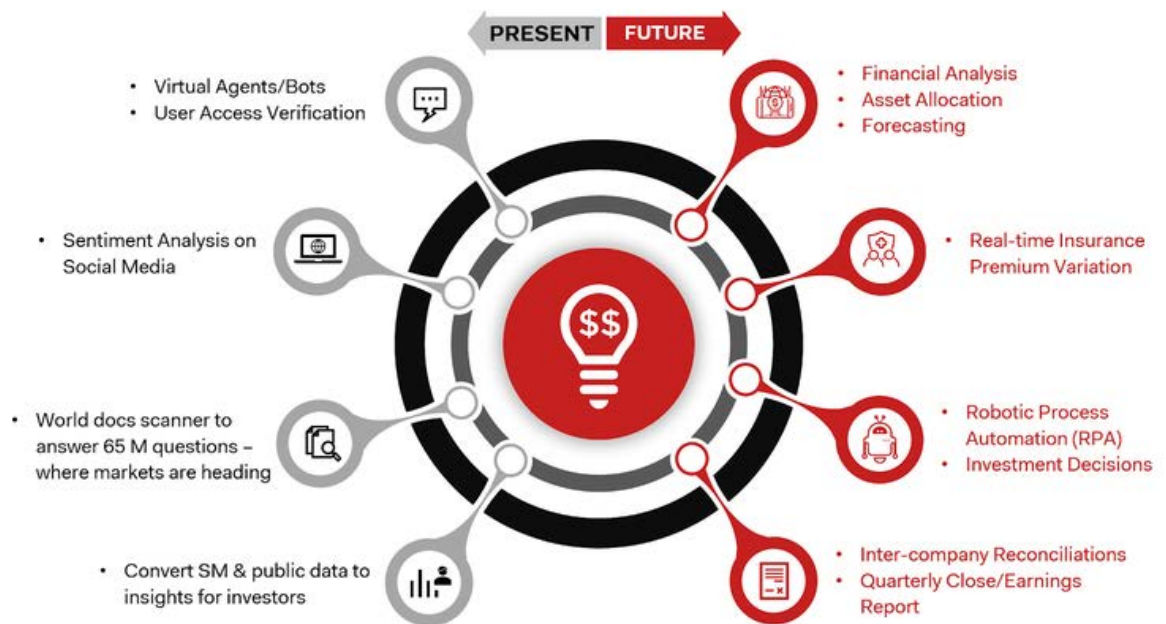 PRESENT FUTURE
• Virtual Agents/Bots
• User Access Verification
• Sentiment Analysis on
Social Media
• World docs scanner to
answer 65 M questions –
where markets are heading
• Convert SM & public data to
insights for investors
$$
• Financial Analysis
• Asset Allocation
• Forecasting
• Real-time Insurance
Premium Variation
• Robotic Process
Automation (RPA)
• Investment Decisions
• Inter-company Reconciliations
• Quarterly Close/Earnings
Report